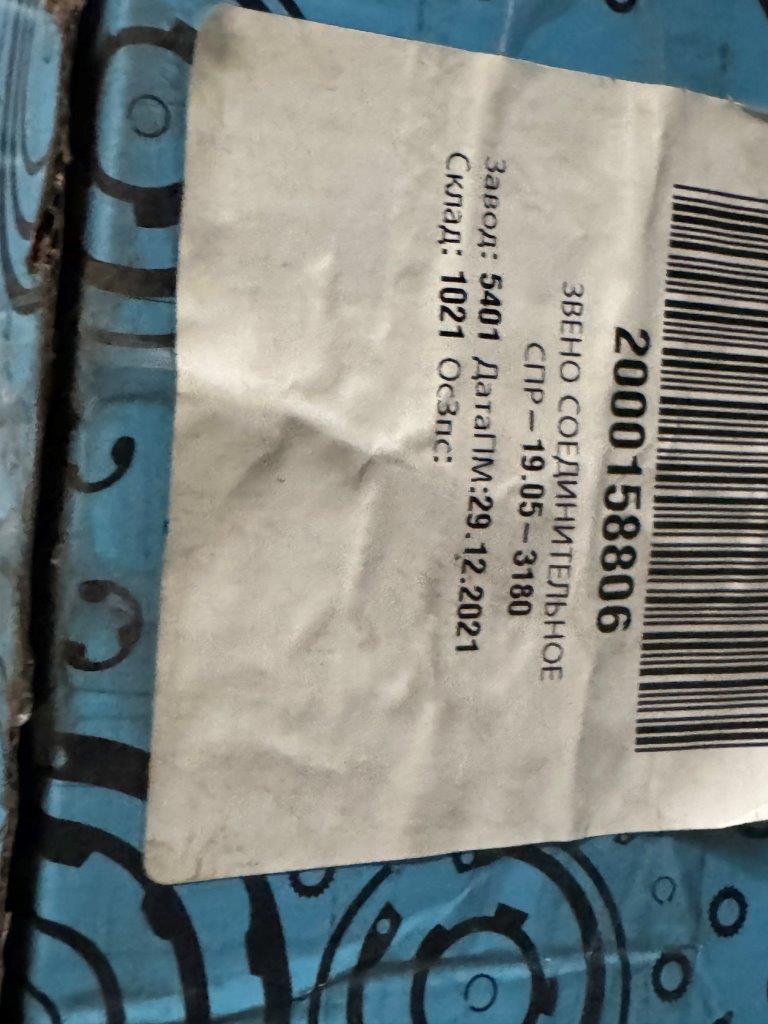 2000158806
ЗВЕНО СОЕДИНИТЕЛЬНОЕ
СПР-19.05-3180
Завод: 5401 ДатаПМ:29.12.2021
Склад: 1021 ОсЗпс: